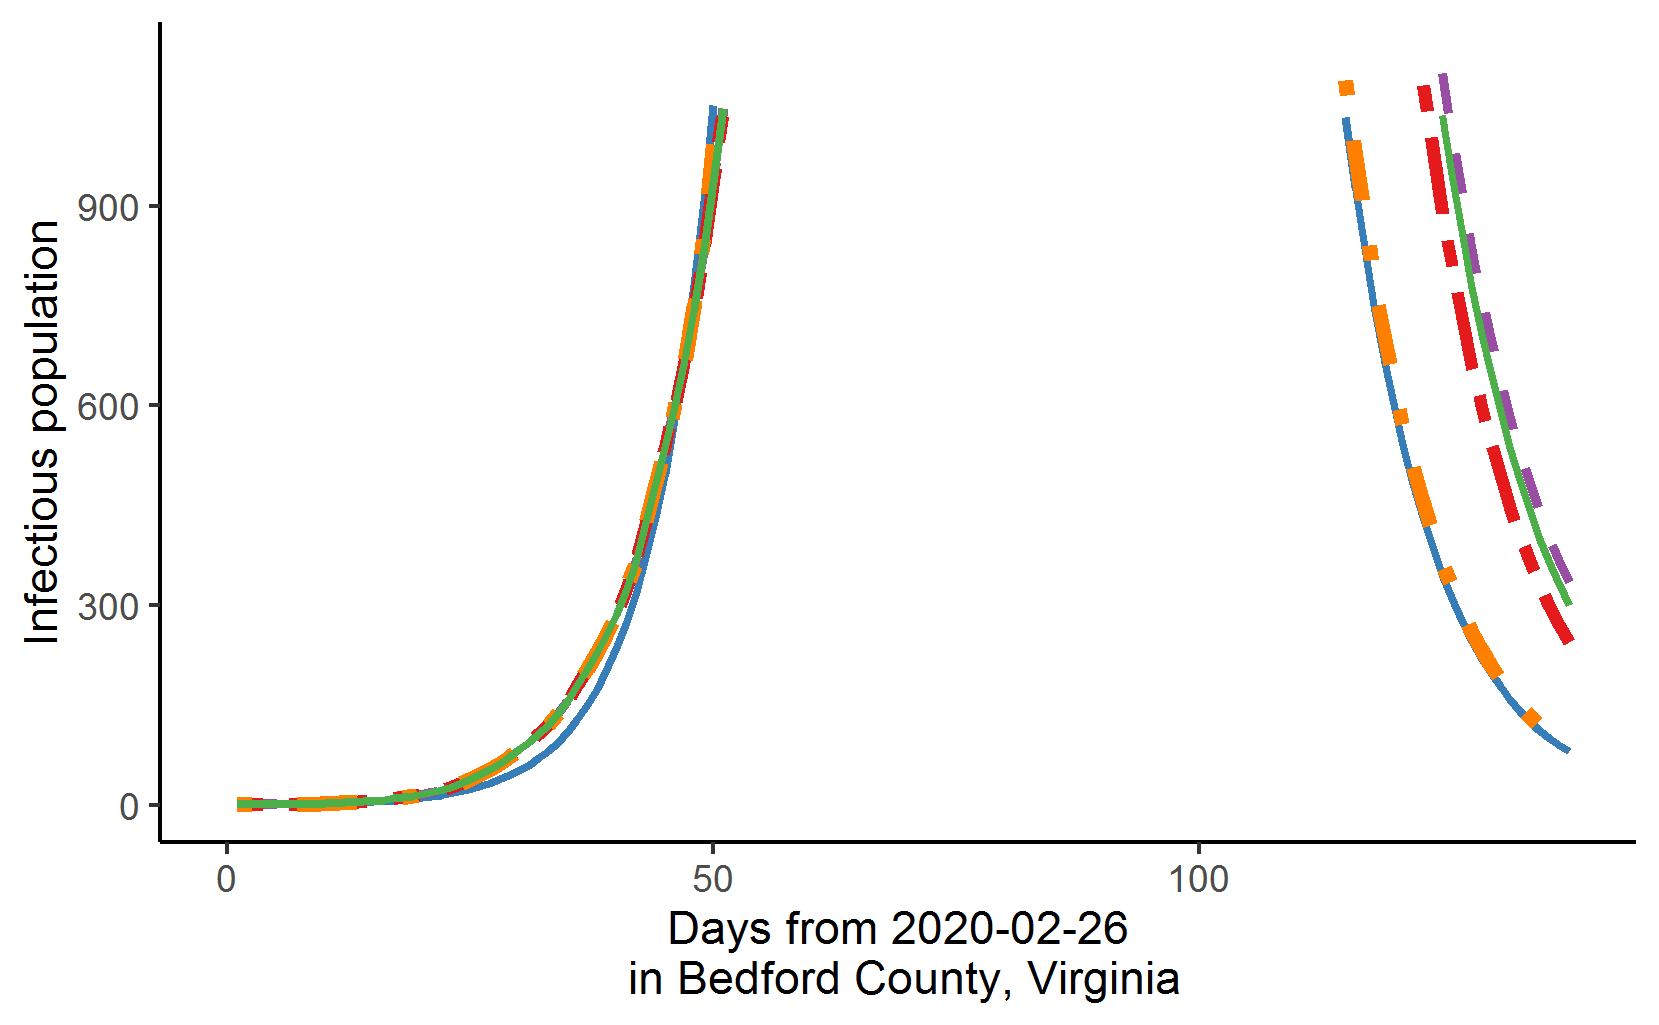 Infectious population
900
600
300
0
0 50 100
Days from 2020-02-26
in Bedford County, Virginia